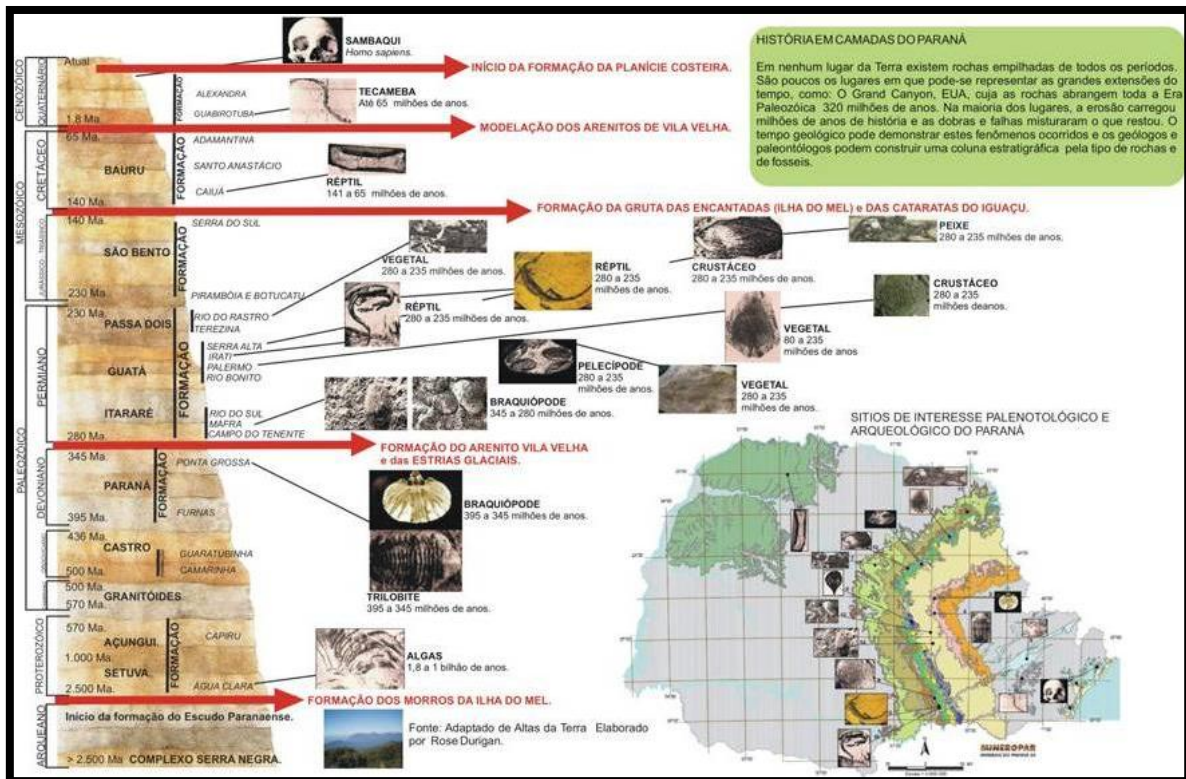 HISTÓRIA EM CAMADAS DO PARANÁ
Em nenhum lugar da Terra existem rochas empilhadas de todos os períodos.
São poucos os lugares em que pode-se representar as grandes extensões do
tempo, como: O Grand Canyon, EUA, cuja as rochas abrangem toda a Era
Paleozóica 320 milhões de anos. Na maioria dos lugares, a erosão carregou
milhões de anos de história e as dobras e falhas misturaram o que restou. O
tempo geológico pode demonstrar estes fenômenos ocorridos e os geólogos e
paleontólogos podem construir uma coluna estratigráfica pela tipo de rochas e
de fosseis.
CENOZÓICO
QUATERNÁRIO
Atual
SAMBAQUI
Homo sapiens.
INÍCIO DA FORMAÇÃO DA PLANÍCIE COSTEIRA.
FORMAÇÃO
ALEXANDRA
GUABIROTUBA
TECAMEBA
Até 65 milhões de anos.
1,8 Ma.
65 Ma.
MODELAÇÃO DOS ARENITOS DE VILA VELHA.
MESOZÓICO
CRETÁCEO
BAURU
FORMAÇÃO
ADAMANTINA
SANTO ANASTÁCIO
CAIUÁ
RÉPTIL
141 a 65 milhões de anos.
140 Ma.
FORMAÇÃO DA GRUTA DAS ENCANTADAS (ILHA DO MEL) e DAS CATARATAS DO IGUAÇU.
140 Ma.
SÃO BENTO
FORMAÇÃO
SERRA DO SUL
PIRAMBÓIA E BOTUCATU
230 Ma.
VEGETAL
280 a 235 milhões de anos.
RÉPTIL
280 a 235
milhões de anos.
CRUSTÁCEO
280 a 235 milhões de anos.
PEIXE
280 a 235 milhões de anos.
PALEOZÓICO
PERMIANO
230 Ma.
PASSA DOIS
RIO DO RASTRO
TEREZINA
RÉPTIL
280 a 235 milhões de anos.
CRUSTÁCEO
280 a 235
milhões deanos.
GUATÁ
FORMAÇÃO
SERRA ALTA
IRATI
PALERMO
RIO BONITO
VEGETAL
80 a 235
milhões de anos
PELECÍPODE
280 a 235
milhões de anos.
VEGETAL
280 a 235
milhões de anos.
ITARARÉ
RIO DO SUL
MAFRA
CAMPO DO TENENTE
BRAQUIÓPODE
345 a 280 milhões de anos.
280 Ma.
FORMAÇÃO DO ARENITO VILA VELHA
e das ESTRIAS GLACIAIS.
DEVONIANO
345 Ma.
PARANÁ
FORMAÇÃO
PONTA GROSSA
FURNAS
395 Ma.
BRAQUIÓPODE
395 a 345 milhões de anos.
TRILOBITE
395 a 345 milhões de anos.
436 Ma.
CASTRO
GUARATUBINHA
CAMARINHA
500 Ma.
500 Ma.
GRANITÓIDES.
570 Ma.
PROTEROZÓICO
570 Ma.
AÇUNGUI.
1.000 Ma.
SETUVA.
2.500 Ma.
FORMAÇÃO
CAPIRU
ÁGUA CLARA
ALGAS
1,8 a 1 bilhão de anos.
FORMAÇÃO DOS MORROS DA ILHA DO MEL.
ARQUEANO
Início da formação do Escudo Paranaense.
> 2.500 Ma COMPLEXO SERRA NEGRA.
Fonte: Adaptado de Altas da Terra Elaborado
por Rose Durigan.
SITIOS DE INTERESSE PALENOTOLÓGICO E
ARQUEOLÓGICO DO PARANÁ
MINEROPAR